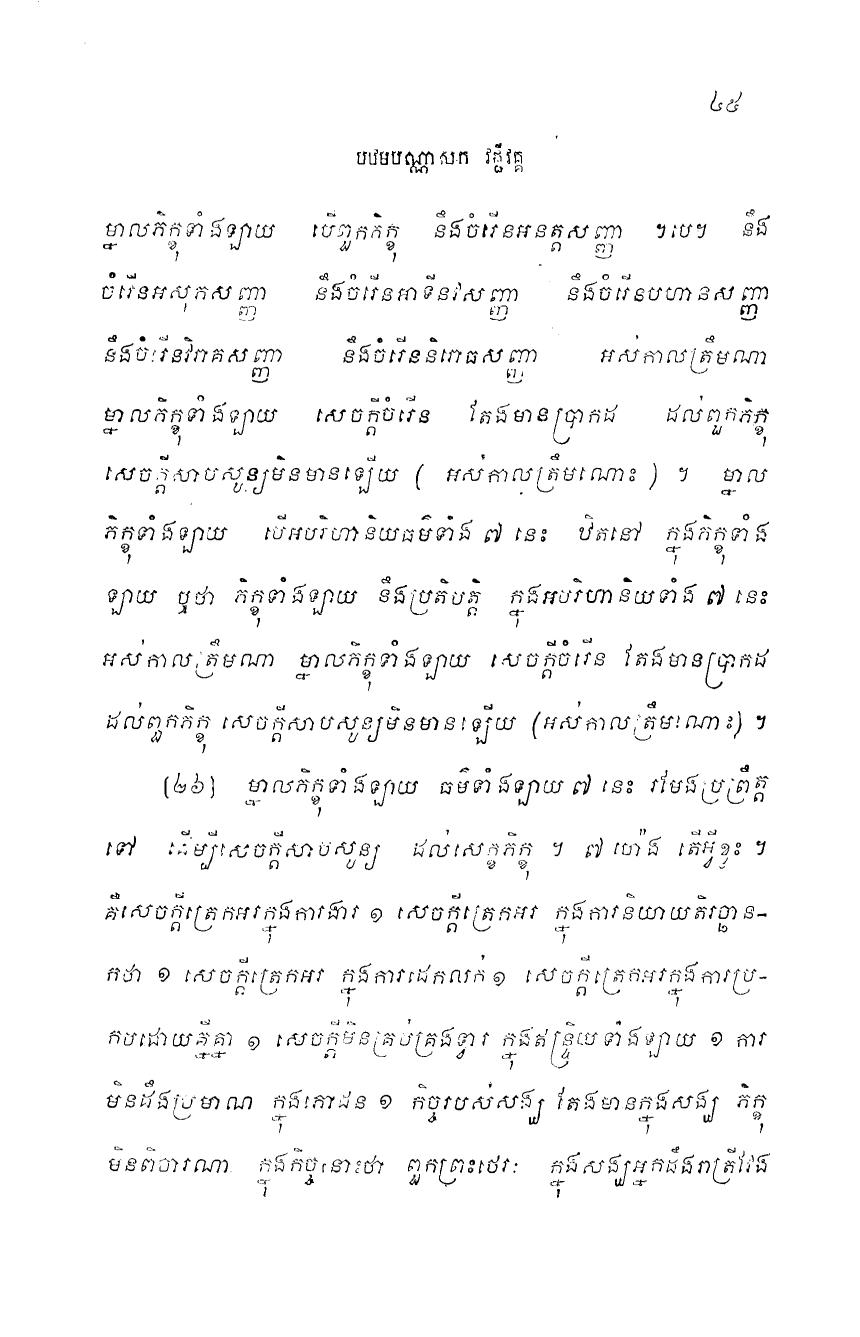 ៤៥
បឋមបណ្ណាសក វជ្ជីវគ្គ
ម្នាលភិក្ខុទាំងឡាយ បើពួកភិក្ខុ នឹងចំរើនអនត្តសញ្ញា ។បេ។ នឹង
ចំរើនអសុភសញ្ញា នឹងចំរើនអាទីនវសញ្ញា នឹងចំរើនបហានសញ្ញា
នឹងចំរើនវិរាគសញ្ញា នឹងចំរើននិរោធសញ្ញា អស់កាលត្រឹមណា
ម្នាលភិក្ខុទាំងឡាយ សេចក្តីចំរើន តែងមានប្រាកដ ដល់ពួកភិក្ខុ
សេចក្តីសាបសូន្យមិនមានឡើយ ( អស់កាលត្រឹមណោះ ) ។ ម្នាល
ភិក្ខុទាំងឡាយ បើអបរិហានិយធម៌ទាំង ៧ នេះ ឋិតនៅ ក្នុងភិក្ខុទាំង
ឡាយ ឬថា ភិក្ខុទាំងឡាយ នឹងប្រតិបត្តិ ក្នុងអបរិហានិយទាំង ៧ នេះ
អស់កាលត្រឹមណា ម្នាលភិក្ខុទាំងឡាយ សេចក្តីចំរើន តែងមានប្រាកដ
ដល់ពួកភិក្ខុ សេចក្តីសាបសូន្យមិនមានឡើយ (អស់កាលត្រឹមណោះ) ។
(២៦) ម្នាលភិក្ខុទាំងឡាយ ធម៌ទាំងឡាយ ៧ នេះ រមែងប្រព្រឹត្ត
ទៅ ដើម្បីសេចក្តីសាបសូន្យ ដល់សេក្ខភិក្ខុ ។ ៧ យ៉ាង តើអ្វីខ្លះ ។
គឺសេចក្តីត្រេកអរក្នុងការងារ ១ សេចក្តីត្រេកអរ ក្នុងការនិយាយតិរច្ឆាន-
កថា ១ សេចក្តីត្រេកអរ ក្នុងការដេកលក់ ១ សេចក្តីត្រេកអរក្នុងការប្រ-
កបដោយគ្នីគ្នា ១ សេចក្តីមិនគ្រប់គ្រងទ្វារ ក្នុងឥន្ទ្រិយទាំងឡាយ ១ ការ
មិនដឹងប្រមាណ ក្នុងភោជន ១ កិច្ចរបស់សង្ឃ តែងមានក្នុងសង្ឃ ភិក្ខុ
មិនពិចារណា ក្នុងកិច្ចនោះថា ពួកព្រះថេរៈ ក្នុងសង្ឃអ្នកដឹងរាត្រីវែង